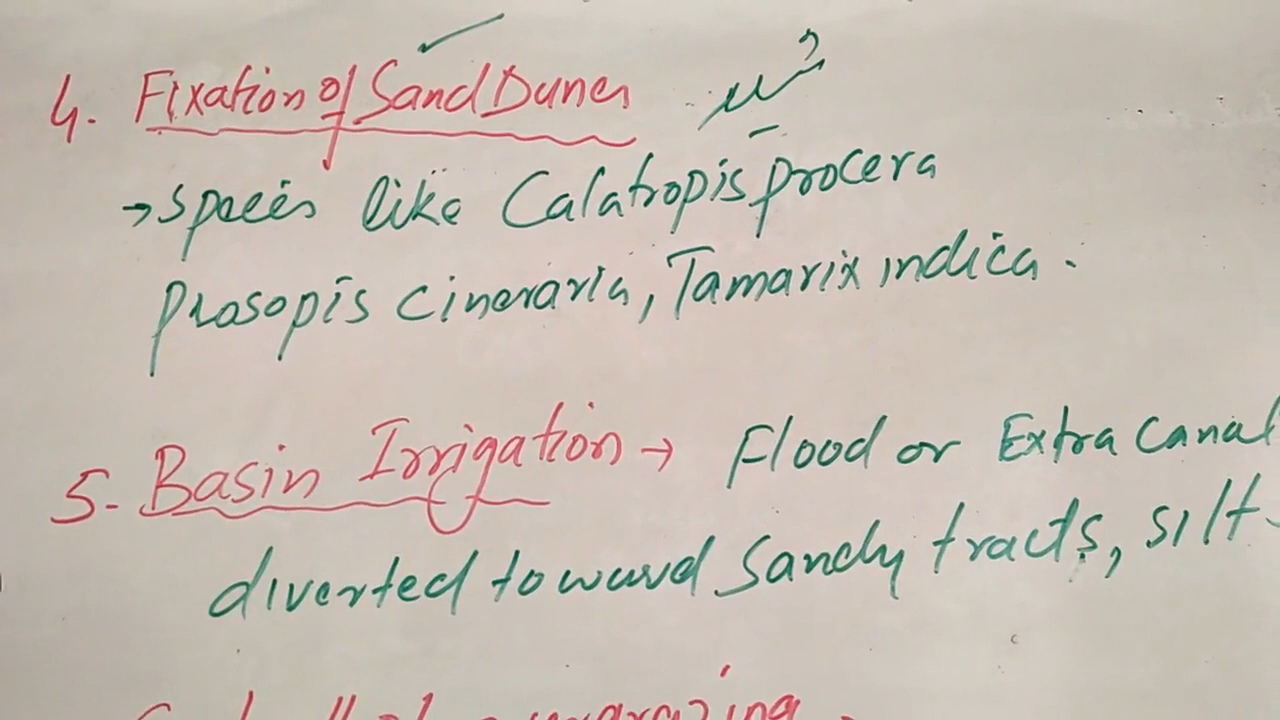 4. Fixation of Sand Dunes
→ Species like Calatropis procera
Prosopis cineraria, Tamarix indica.
5. Basin Irrigation → Flood or Extra Canal
diverted toward Sandy tracts, silt